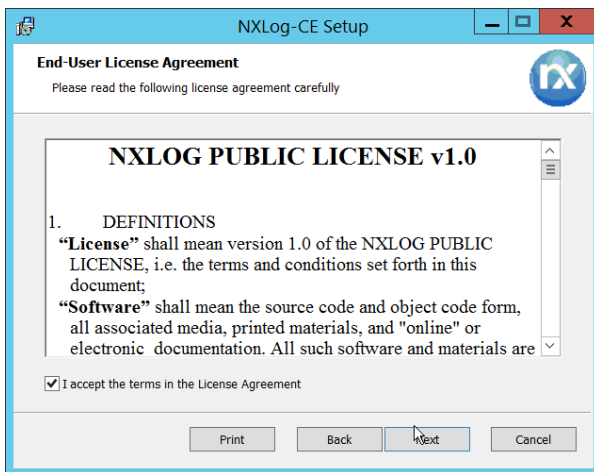 NXLog-CE Setup
End-User License Agreement
Please read the following license agreement carefully
nx
NXLOG PUBLIC LICENSE v1.0
1. DEFINITIONS
“License” shall mean version 1.0 of the NXLOG PUBLIC
LICENSE, i.e. the terms and conditions set forth in this
document;
“Software” shall mean the source code and object code form,
all associated media, printed materials, and "online" or
electronic documentation. All such software and materials are
I accept the terms in the License Agreement
Print Back Next Cancel